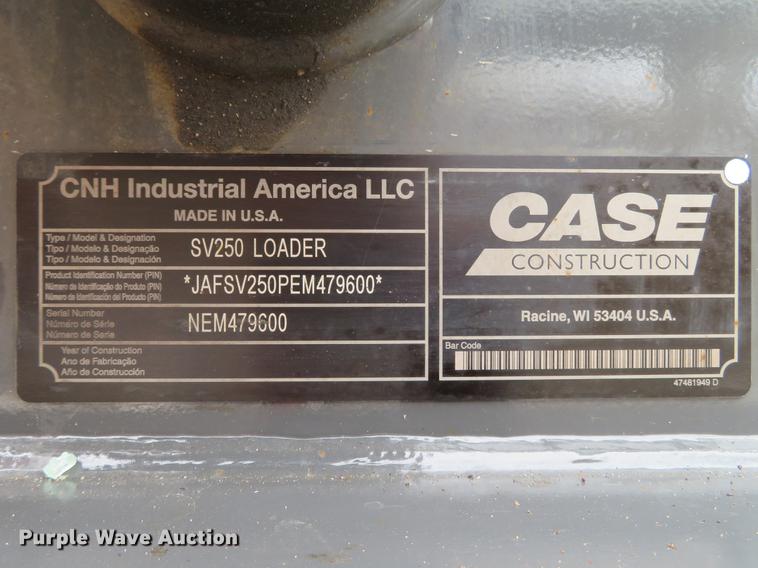 CNH Industrial America LLC
MADE IN U.S.A.
Type / Model & Designation
Tipo / Modelo & Designação
Tipo / Modelo & Designación
SV250 LOADER
Product Identification Number (PIN)
Número de Identificação do Produto (PIN)
Número de Identificación del Producto (PIN)
*JAFSV250PEM479600*
Serial Number
Número de Série
Número de Serie
NEM479600
Year of Construction
Ano de Fabricação
Año de Construcción
CASE
CONSTRUCTION
Racine, WI 53404 U.S.A.
Bar Code
47481949 D
Purple Wave Auction